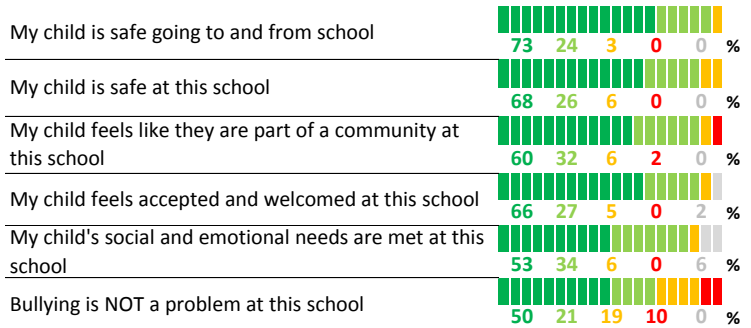 My child is safe going to and from school
73 24 3 0 0 %
My child is safe at this school
68 26 6 0 0 %
My child feels like they are part of a community at
this school
60 32 6 2 0 %
My child feels accepted and welcomed at this school
66 27 5 0 2 %
My child's social and emotional needs are met at this
school
53 34 6 0 6 %
Bullying is NOT a problem at this school
50 21 19 10 0 %